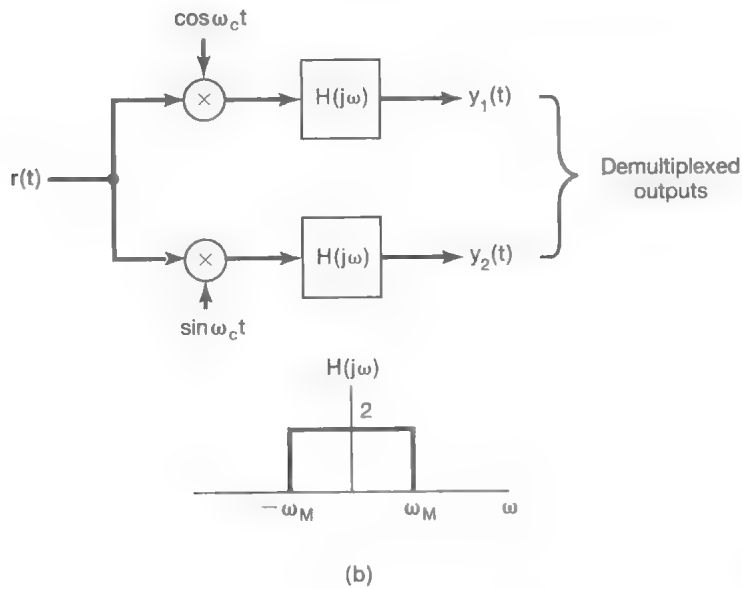 cos ω_c t
×
H(jω)
y_1(t)
r(t)
Demultiplexed
outputs
×
H(jω)
y_2(t)
sin ω_c t
H(jω)
2
−ω_M
ω_M
ω
(b)